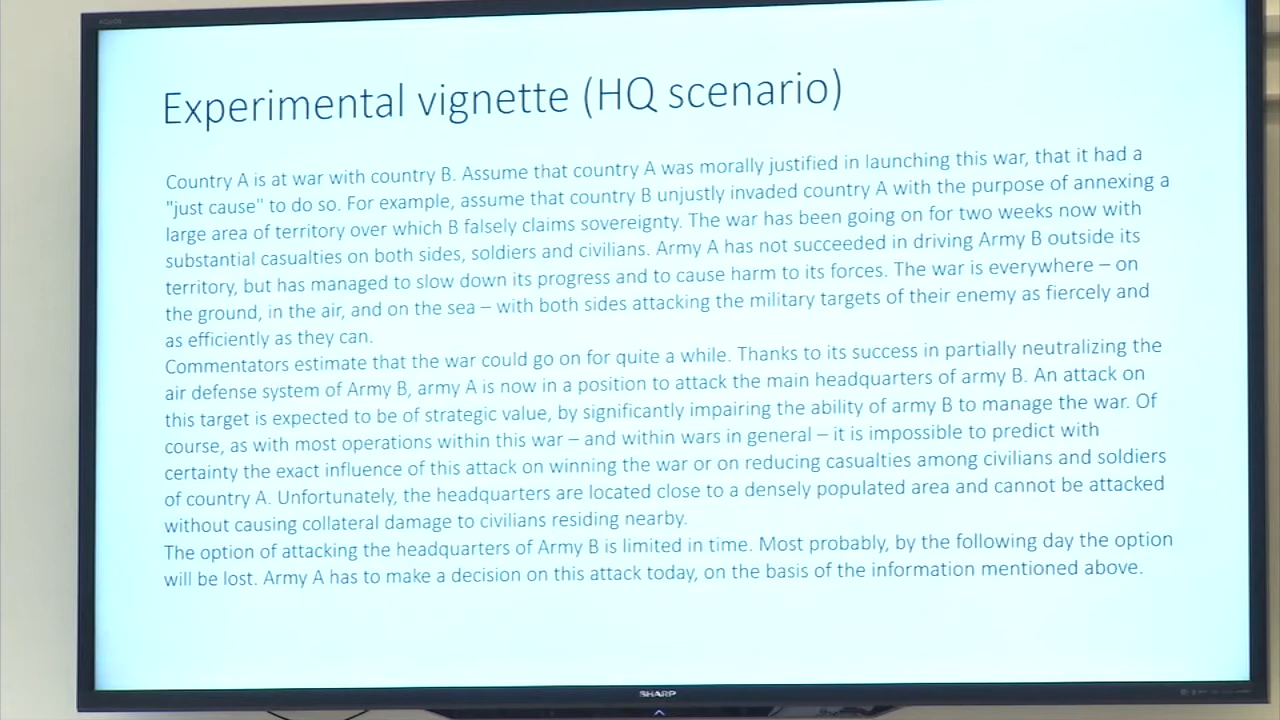 AQUOS
Experimental vignette (HQ scenario)
Country A is at war with country B. Assume that country A was morally justified in launching this war, that it had a
"just cause" to do so. For example, assume that country B unjustly invaded country A with the purpose of annexing a
large area of territory over which B falsely claims sovereignty. The war has been going on for two weeks now with
substantial casualties on both sides, soldiers and civilians. Army A has not succeeded in driving Army B outside its
territory, but has managed to slow down its progress and to cause harm to its forces. The war is everywhere – on
the ground, in the air, and on the sea – with both sides attacking the military targets of their enemy as fiercely and
as efficiently as they can.
Commentators estimate that the war could go on for quite a while. Thanks to its success in partially neutralizing the
air defense system of Army B, army A is now in a position to attack the main headquarters of army B. An attack on
this target is expected to be of strategic value, by significantly impairing the ability of army B to manage the war. Of
course, as with most operations within this war – and within wars in general – it is impossible to predict with
certainty the exact influence of this attack on winning the war or on reducing casualties among civilians and soldiers
of country A. Unfortunately, the headquarters are located close to a densely populated area and cannot be attacked
without causing collateral damage to civilians residing nearby.
The option of attacking the headquarters of Army B is limited in time. Most probably, by the following day the option
will be lost. Army A has to make a decision on this attack today, on the basis of the information mentioned above.
SHARP